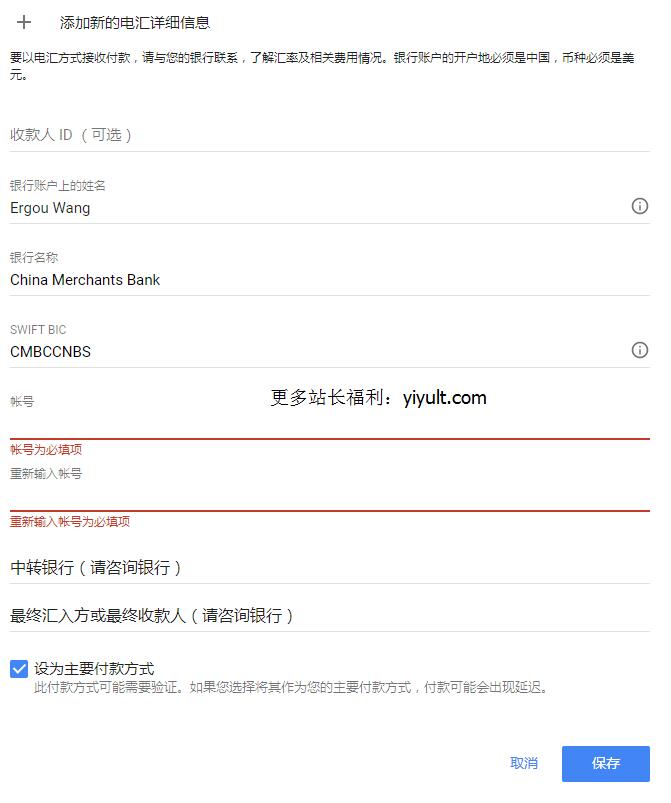 添加新的电汇详细信息
要以电汇方式接收付款，请与您的银行联系，了解汇率及相关费用情况。银行账户的开户地必须是中国，币种必须是美
元。
收款人 ID（可选）
银行账户上的姓名
Ergou Wang
银行名称
China Merchants Bank
SWIFT BIC
CMBCCNBS
帐号
更多站长福利：yiyult.com
帐号为必填项
重新输入帐号
重新输入帐号为必填项
中转银行（请咨询银行）
最终汇入方或最终收款人（请咨询银行）
设为主要付款方式
此付款方式可能需要验证。如果您选择将其作为您的主要付款方式，付款可能会出现延迟。
取消 保存